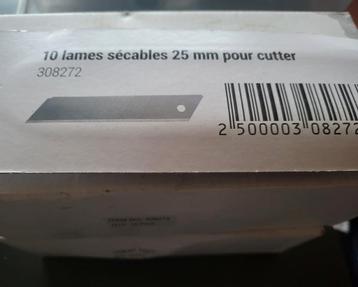 10 lames sécables 25 mm pour cutter
308272
2 500003 08272